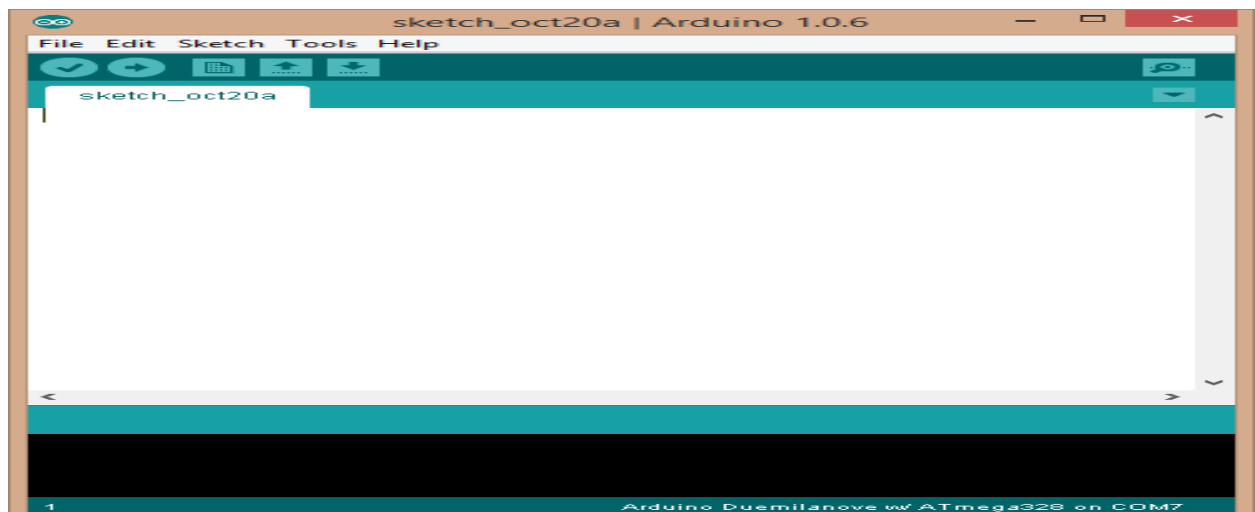 sketch_oct20a | Arduino 1.0.6
File Edit Sketch Tools Help
sketch_oct20a
1 Arduino Duemilanove w/ ATmega328 on COM7